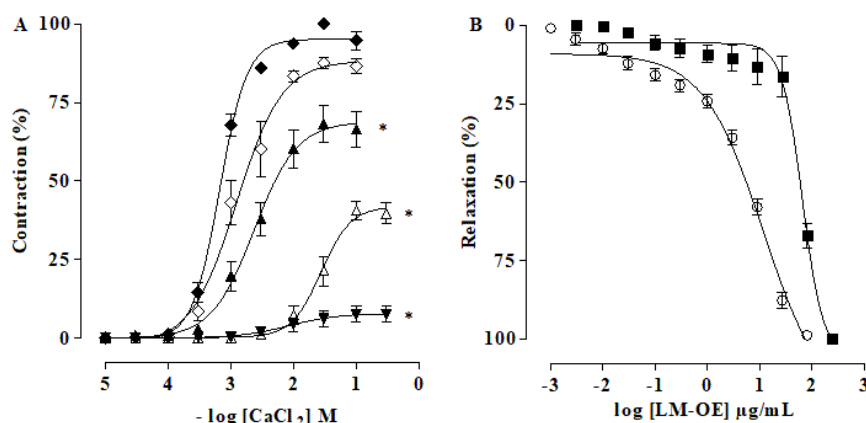 A
Contraction (%)
100
75
50
25
0
*
*
*
5 4 3 2 1 0
- log [CaCl2] M
B
Relaxation (%)
0
25
50
75
100
-3 -2 -1 0 1 2 3
log [LM-OE] µg/mL